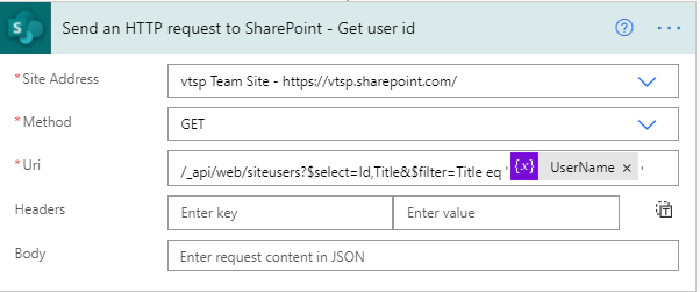 Send an HTTP request to SharePoint - Get user id
* Site Address
vtsp Team Site - https://vtsp.sharepoint.com/
* Method
GET
* Uri
/_api/web/siteusers?$select=Id,Title&$filter=Title eq ' {x} UserName × '
Headers
Enter key Enter value
Body
Enter request content in JSON